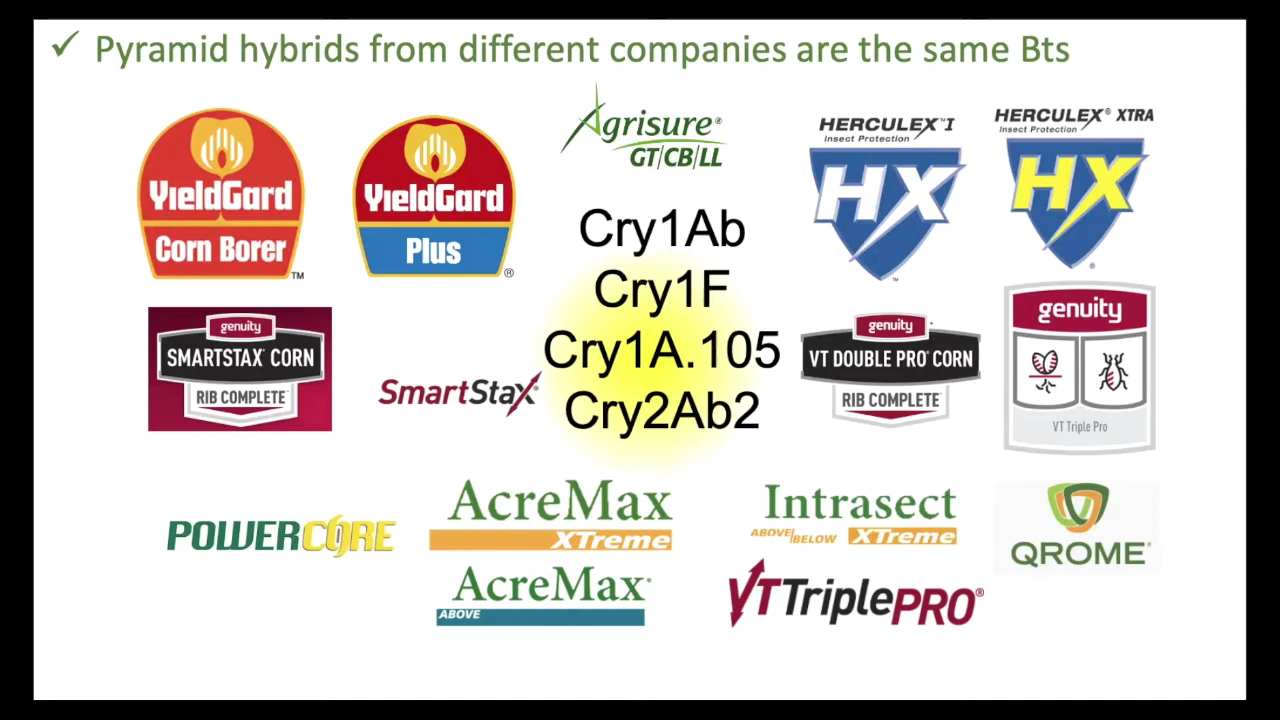 ✓ Pyramid hybrids from different companies are the same Bts
YieldGard
Corn Borer™
YieldGard
Plus®
Agrisure®
GT/CB/LL
HERCULEX™ I
Insect Protection
HX™
HERCULEX® XTRA
Insect Protection
HX®
Cry1Ab
Cry1F
Cry1A.105
Cry2Ab2
genuity
SMARTSTAX® CORN
RIB COMPLETE
SmartStax®
genuity
VT DOUBLE PRO® CORN
RIB COMPLETE
genuity
VT Triple Pro
POWERCORE
AcreMax
XTreme
AcreMax®
ABOVE
Intrasect
ABOVE/BELOW XTreme
VTTriplePRO®
QROME®